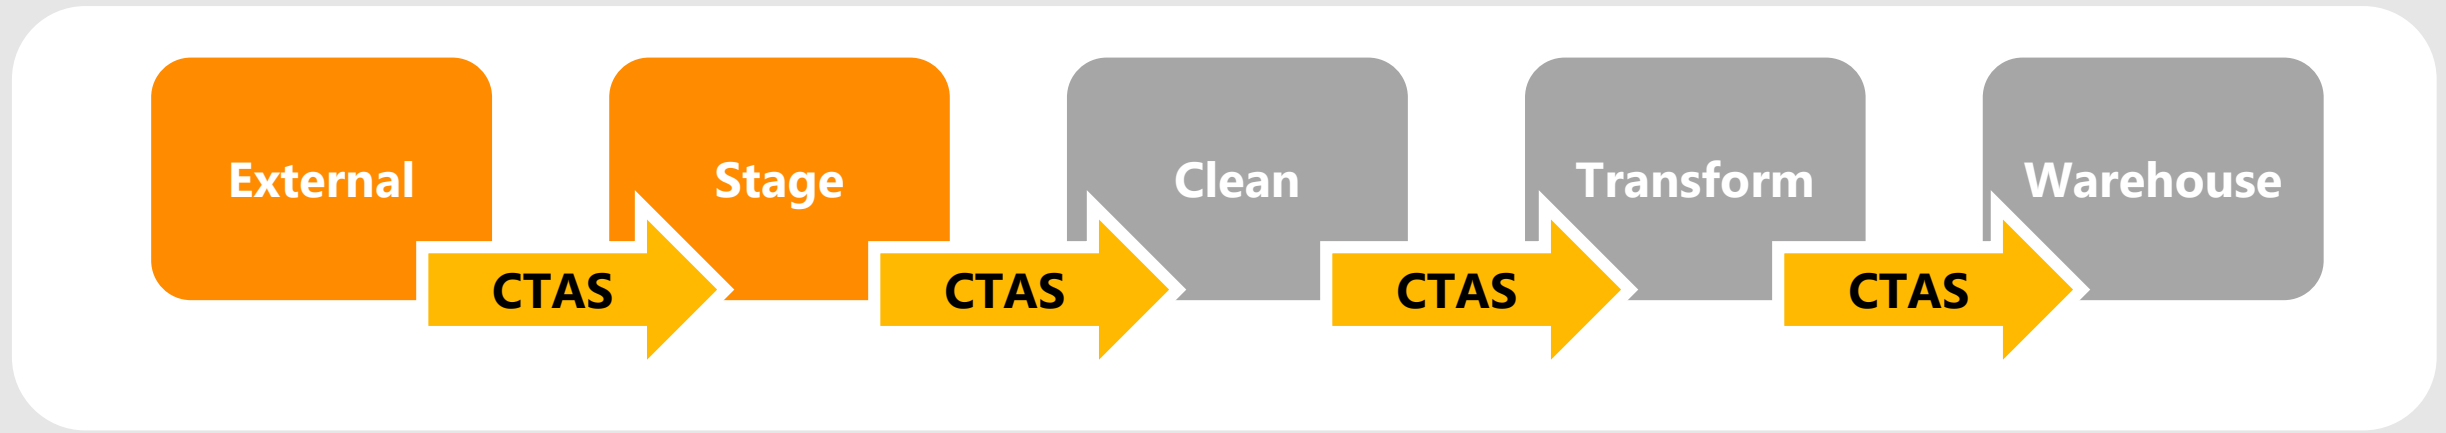 External
Stage
Clean
Transform
Warehouse
CTAS
CTAS
CTAS
CTAS